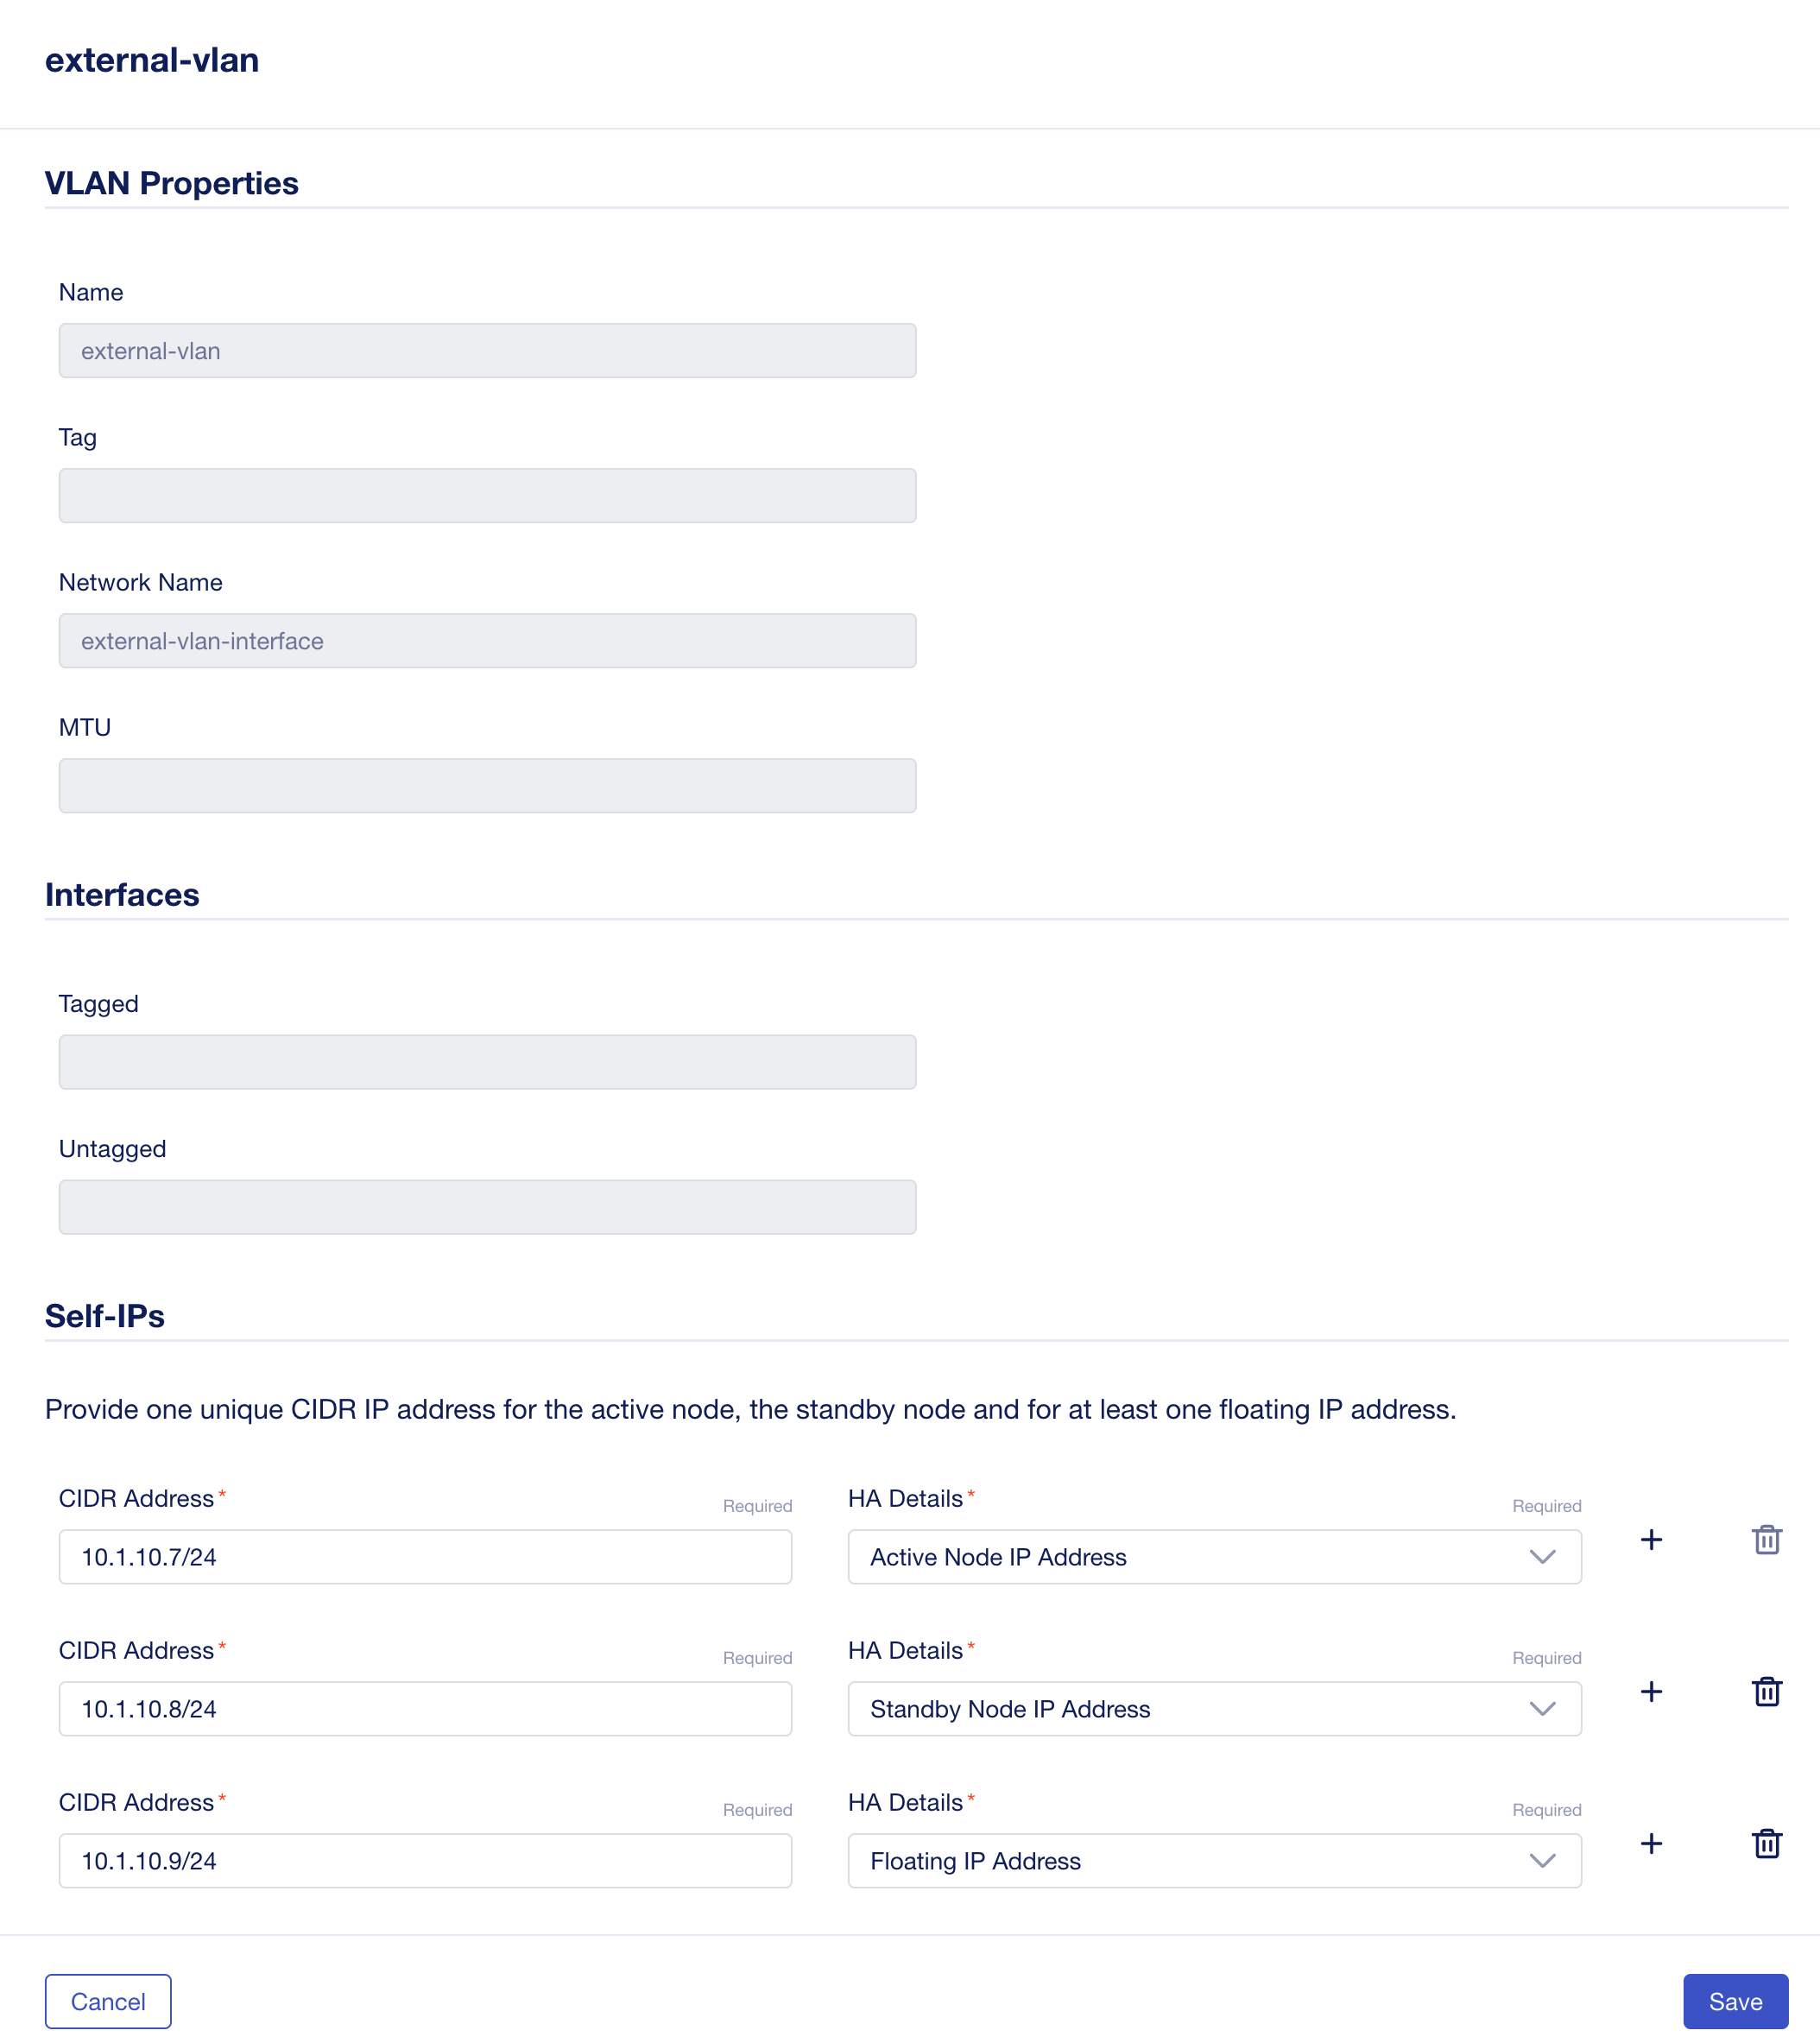 external-vlan
VLAN Properties
Name
external-vlan
Tag
Network Name
external-vlan-interface
MTU
Interfaces
Tagged
Untagged
Self-IPs
Provide one unique CIDR IP address for the active node, the standby node and for at least one floating IP address.
CIDR Address* Required HA Details* Required
10.1.10.7/24 Active Node IP Address
CIDR Address* Required HA Details* Required
10.1.10.8/24 Standby Node IP Address
CIDR Address* Required HA Details* Required
10.1.10.9/24 Floating IP Address
Cancel Save